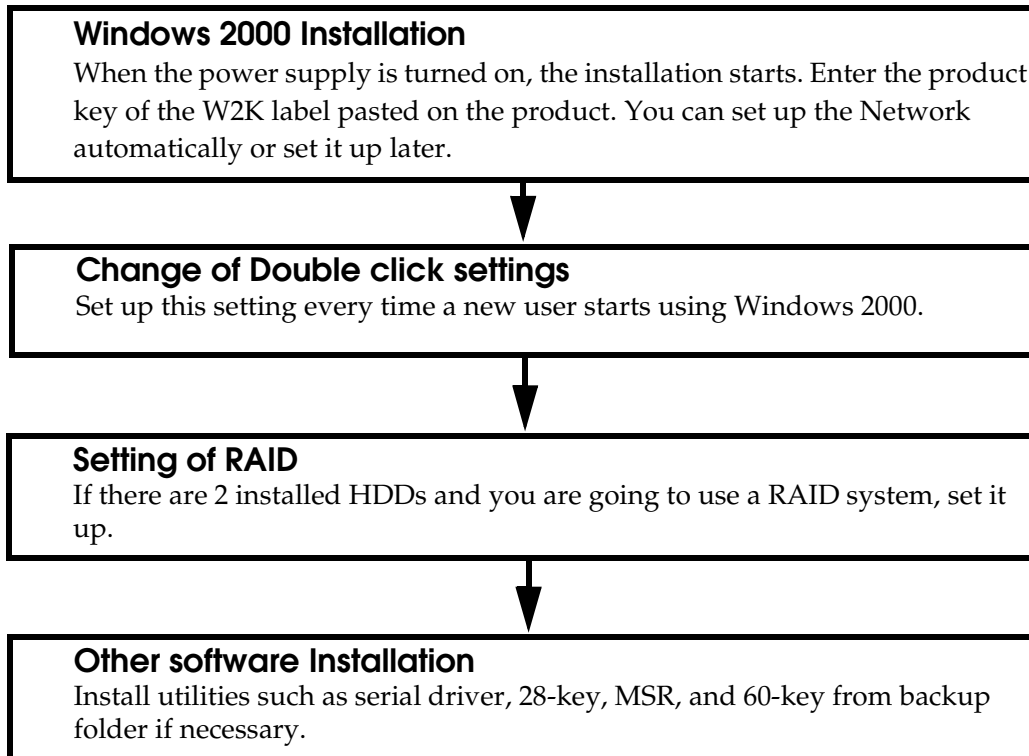 Windows 2000 Installation
When the power supply is turned on, the installation starts. Enter the product
key of the W2K label pasted on the product. You can set up the Network
automatically or set it up later.
Change of Double click settings
Set up this setting every time a new user starts using Windows 2000.
Setting of RAID
If there are 2 installed HDDs and you are going to use a RAID system, set it
up.
Other software Installation
Install utilities such as serial driver, 28-key, MSR, and 60-key from backup
folder if necessary.